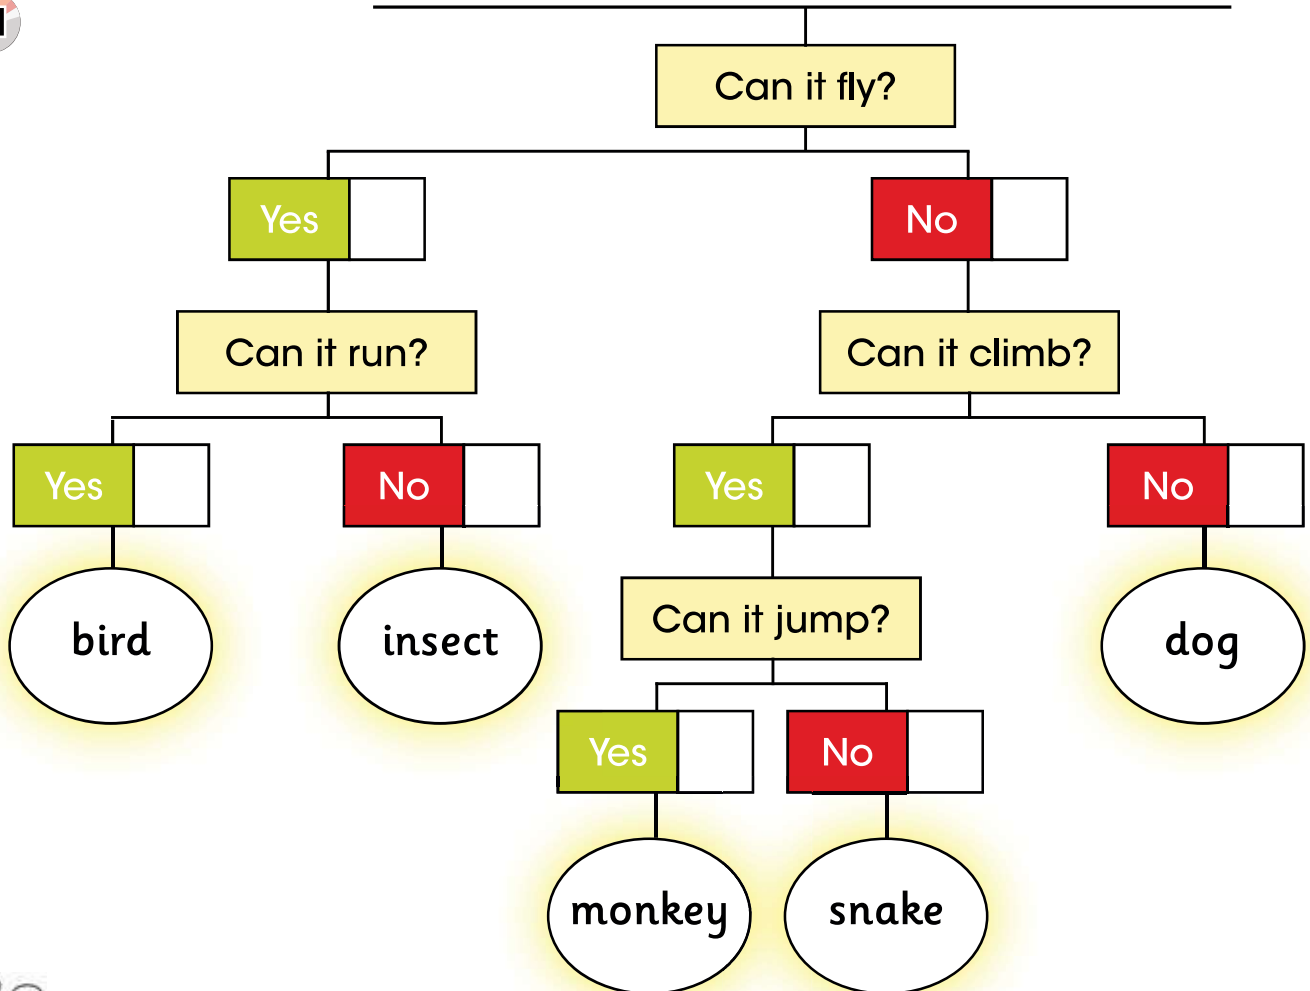 Can it fly?
Yes
No
Can it run?
Can it climb?
Yes
No
Yes
No
bird
insect
Can it jump?
dog
Yes
No
monkey
snake